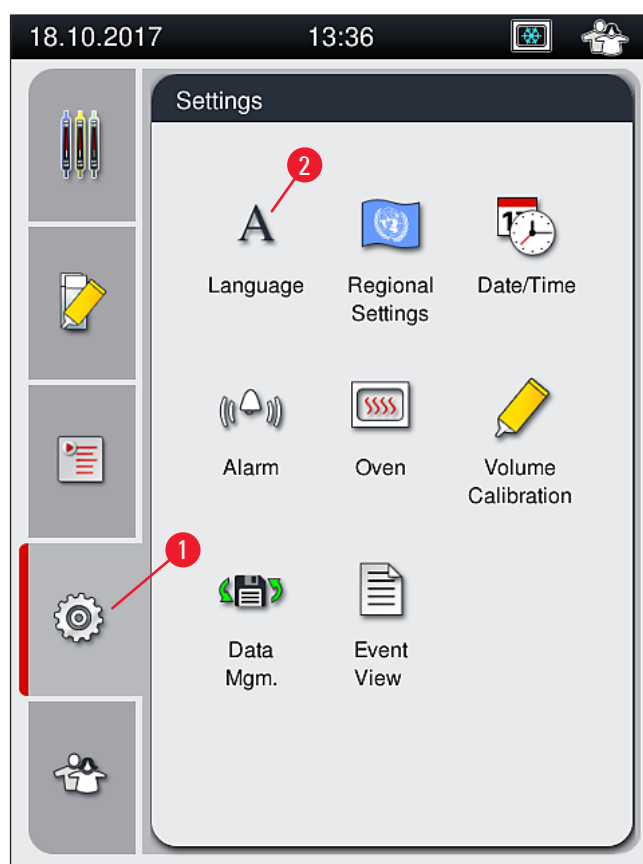 18.10.2017 13:36
Settings
2
A
17
Language Regional Settings Date/Time
Alarm Oven Volume Calibration
1
Data Mgm. Event View